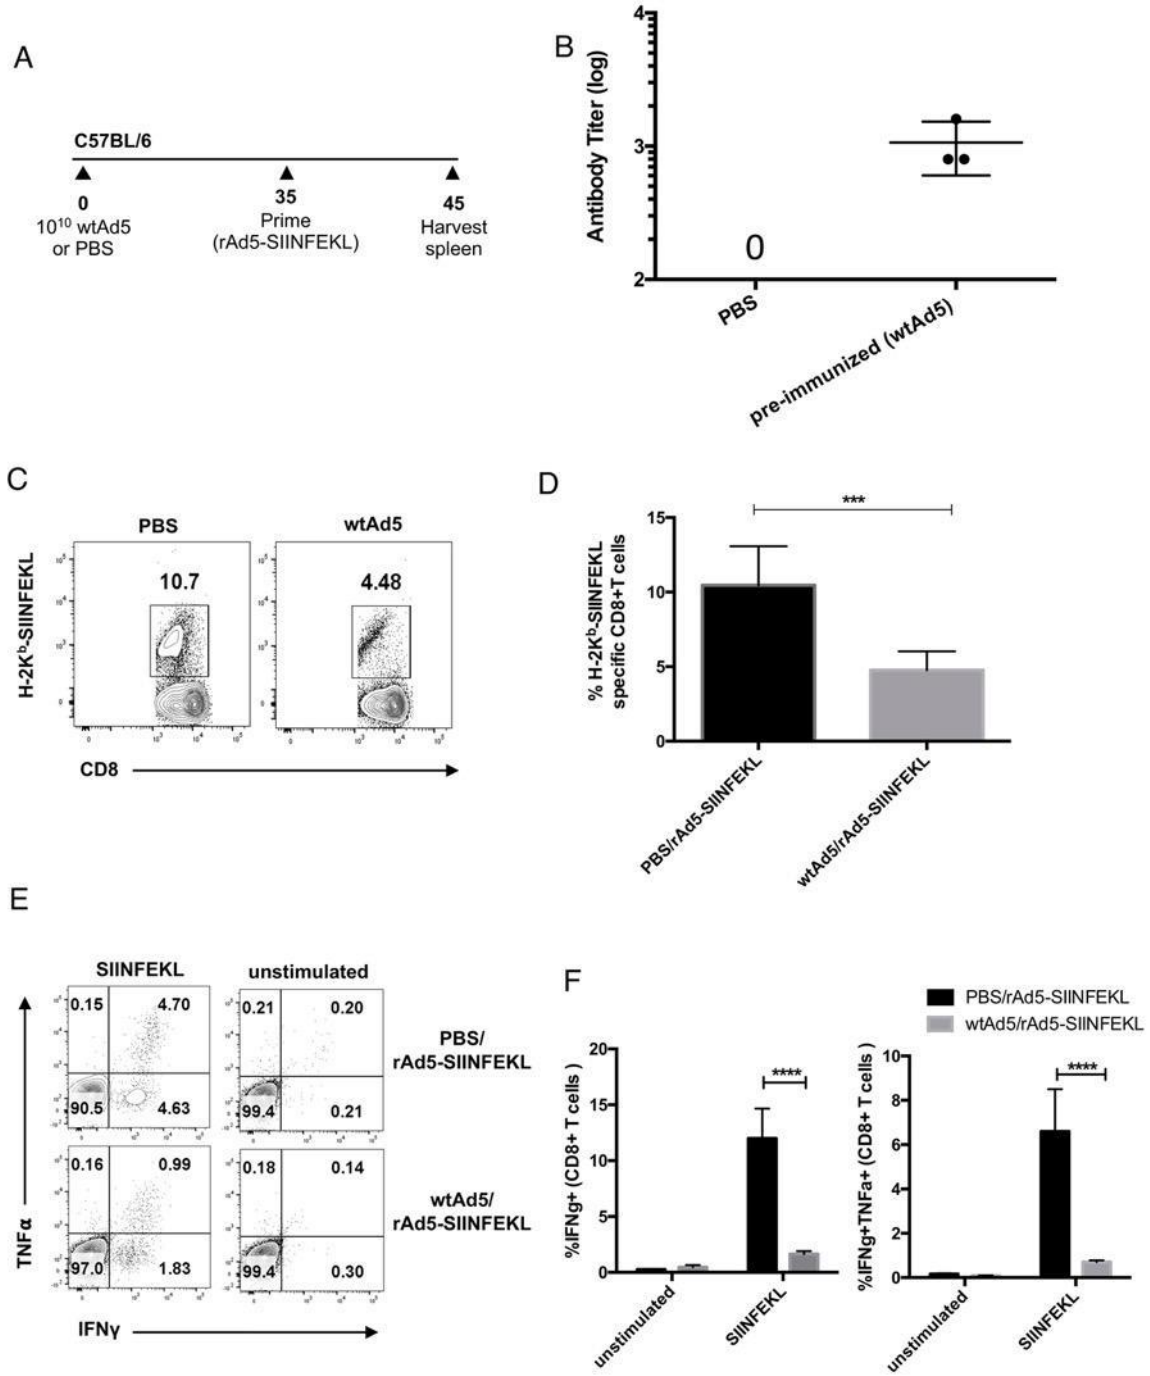 A
C57BL/6
0
10¹⁰ wtAd5
or PBS
35
Prime
(rAd5-SIINFEKL)
45
Harvest
spleen
B
Antibody Titer (log)
4
3
2
0
PBS
pre-immunized (wtAd5)
C
PBS
wtAd5
H-2Kᵇ-SIINFEKL
10.7
4.48
CD8
D
% H-2Kᵇ-SIINFEKL
specific CD8+T cells
15
10
5
0
***
PBS/rAd5-SIINFEKL
wtAd5/rAd5-SIINFEKL
E
SIINFEKL
unstimulated
0.15 4.70
90.5 4.63
0.21 0.20
99.4 0.21
PBS/
rAd5-SIINFEKL
0.16 0.99
97.0 1.83
0.18 0.14
99.4 0.30
wtAd5/
rAd5-SIINFEKL
TNFα
IFNγ
F
PBS/rAd5-SIINFEKL
wtAd5/rAd5-SIINFEKL
%IFNg+ (CD8+ T cells )
20
15
10
5
0
****
unstimulated
SIINFEKL
%IFNg+TNFa+ (CD8+ T cells )
10
8
6
4
2
0
****
unstimulated
SIINFEKL